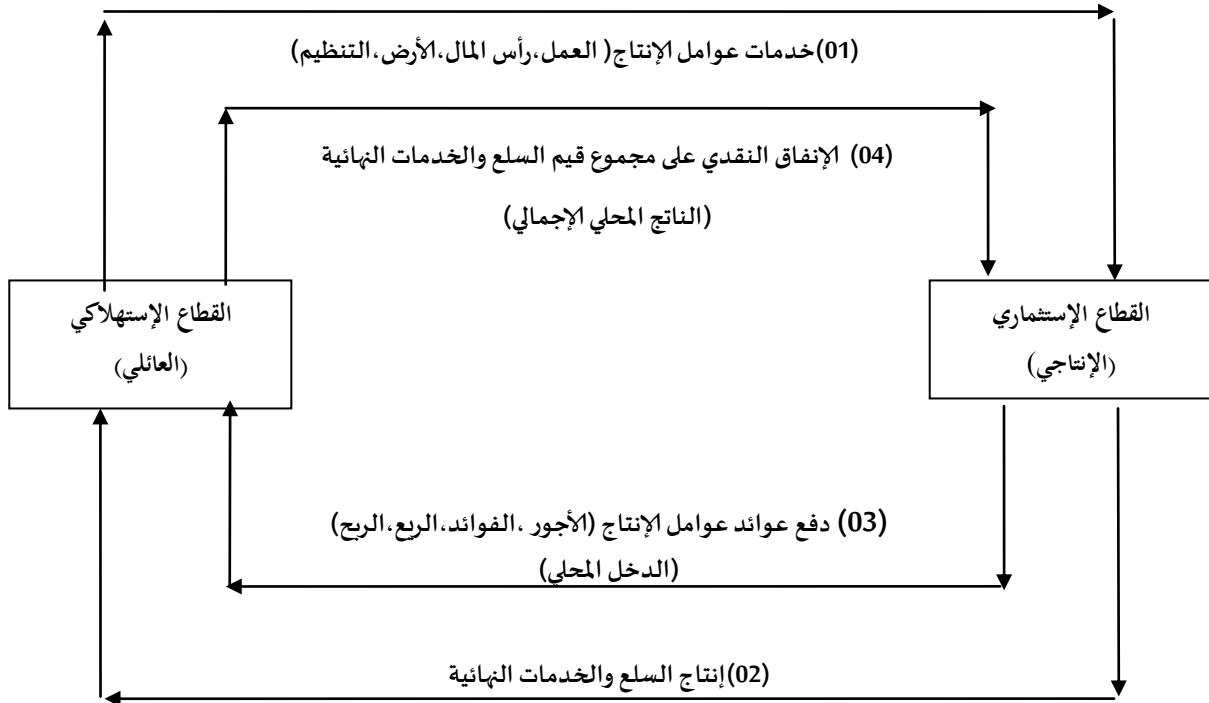 (01)خدمات عوامل الإنتاج( العمل،رأس المال،الأرض،التنظيم)
(04) الإنفاق النقدي على مجموع قيم السلع والخدمات النهائية
(الناتج المحلي الإجمالي)
القطاع الإستثماري
(الإنتاجي)
القطاع الإستهلاكي
(العائلي)
(03) دفع عوائد عوامل الإنتاج (الأجور ،الفوائد،الريع،الربح)
(الدخل المحلي)
(02)إنتاج السلع والخدمات النهائية